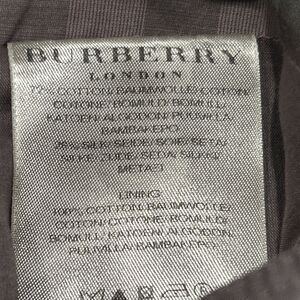 BURBERRY
LONDON
72% COTTON/BAUMWOLLE/COTON/
COTONE/BOMULD/BOMULL/
KATOEN/ALGODON/PUUVILLA/
BAMBAKEPO
28% SILK/SEIDE/SOIE/SETA/
SILKE/ZIJDE/SEDA/SILKKI/
METAΞI
LINING:
100% COTTON/BAUMWOLLE/
COTON/COTONE/BOMULD/
BOMULL/KATOEN/ALGODON/
PUUVILLA/BAMBAKEPO